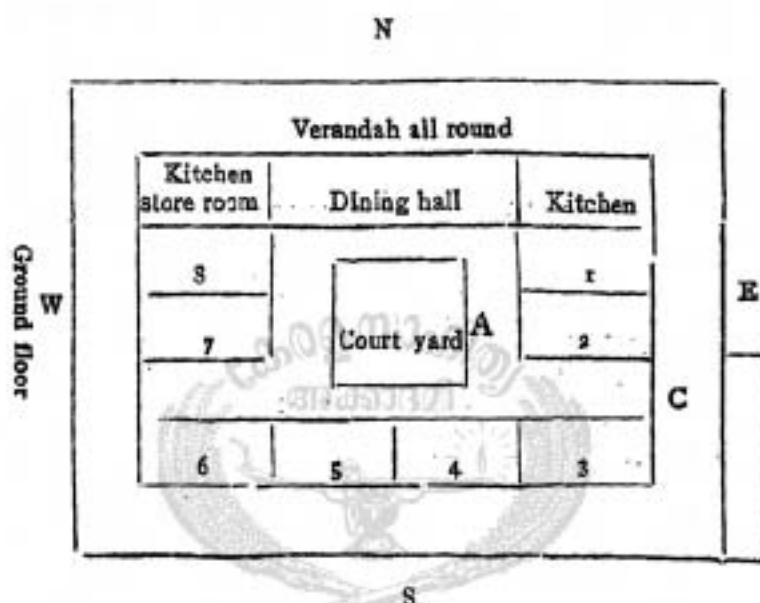 N
Verandah all round
Kitchen
store room
Dining hall
Kitchen
Ground floor
W
8
1
E
Court yard
A
7
2
C
6
5
4
3
S